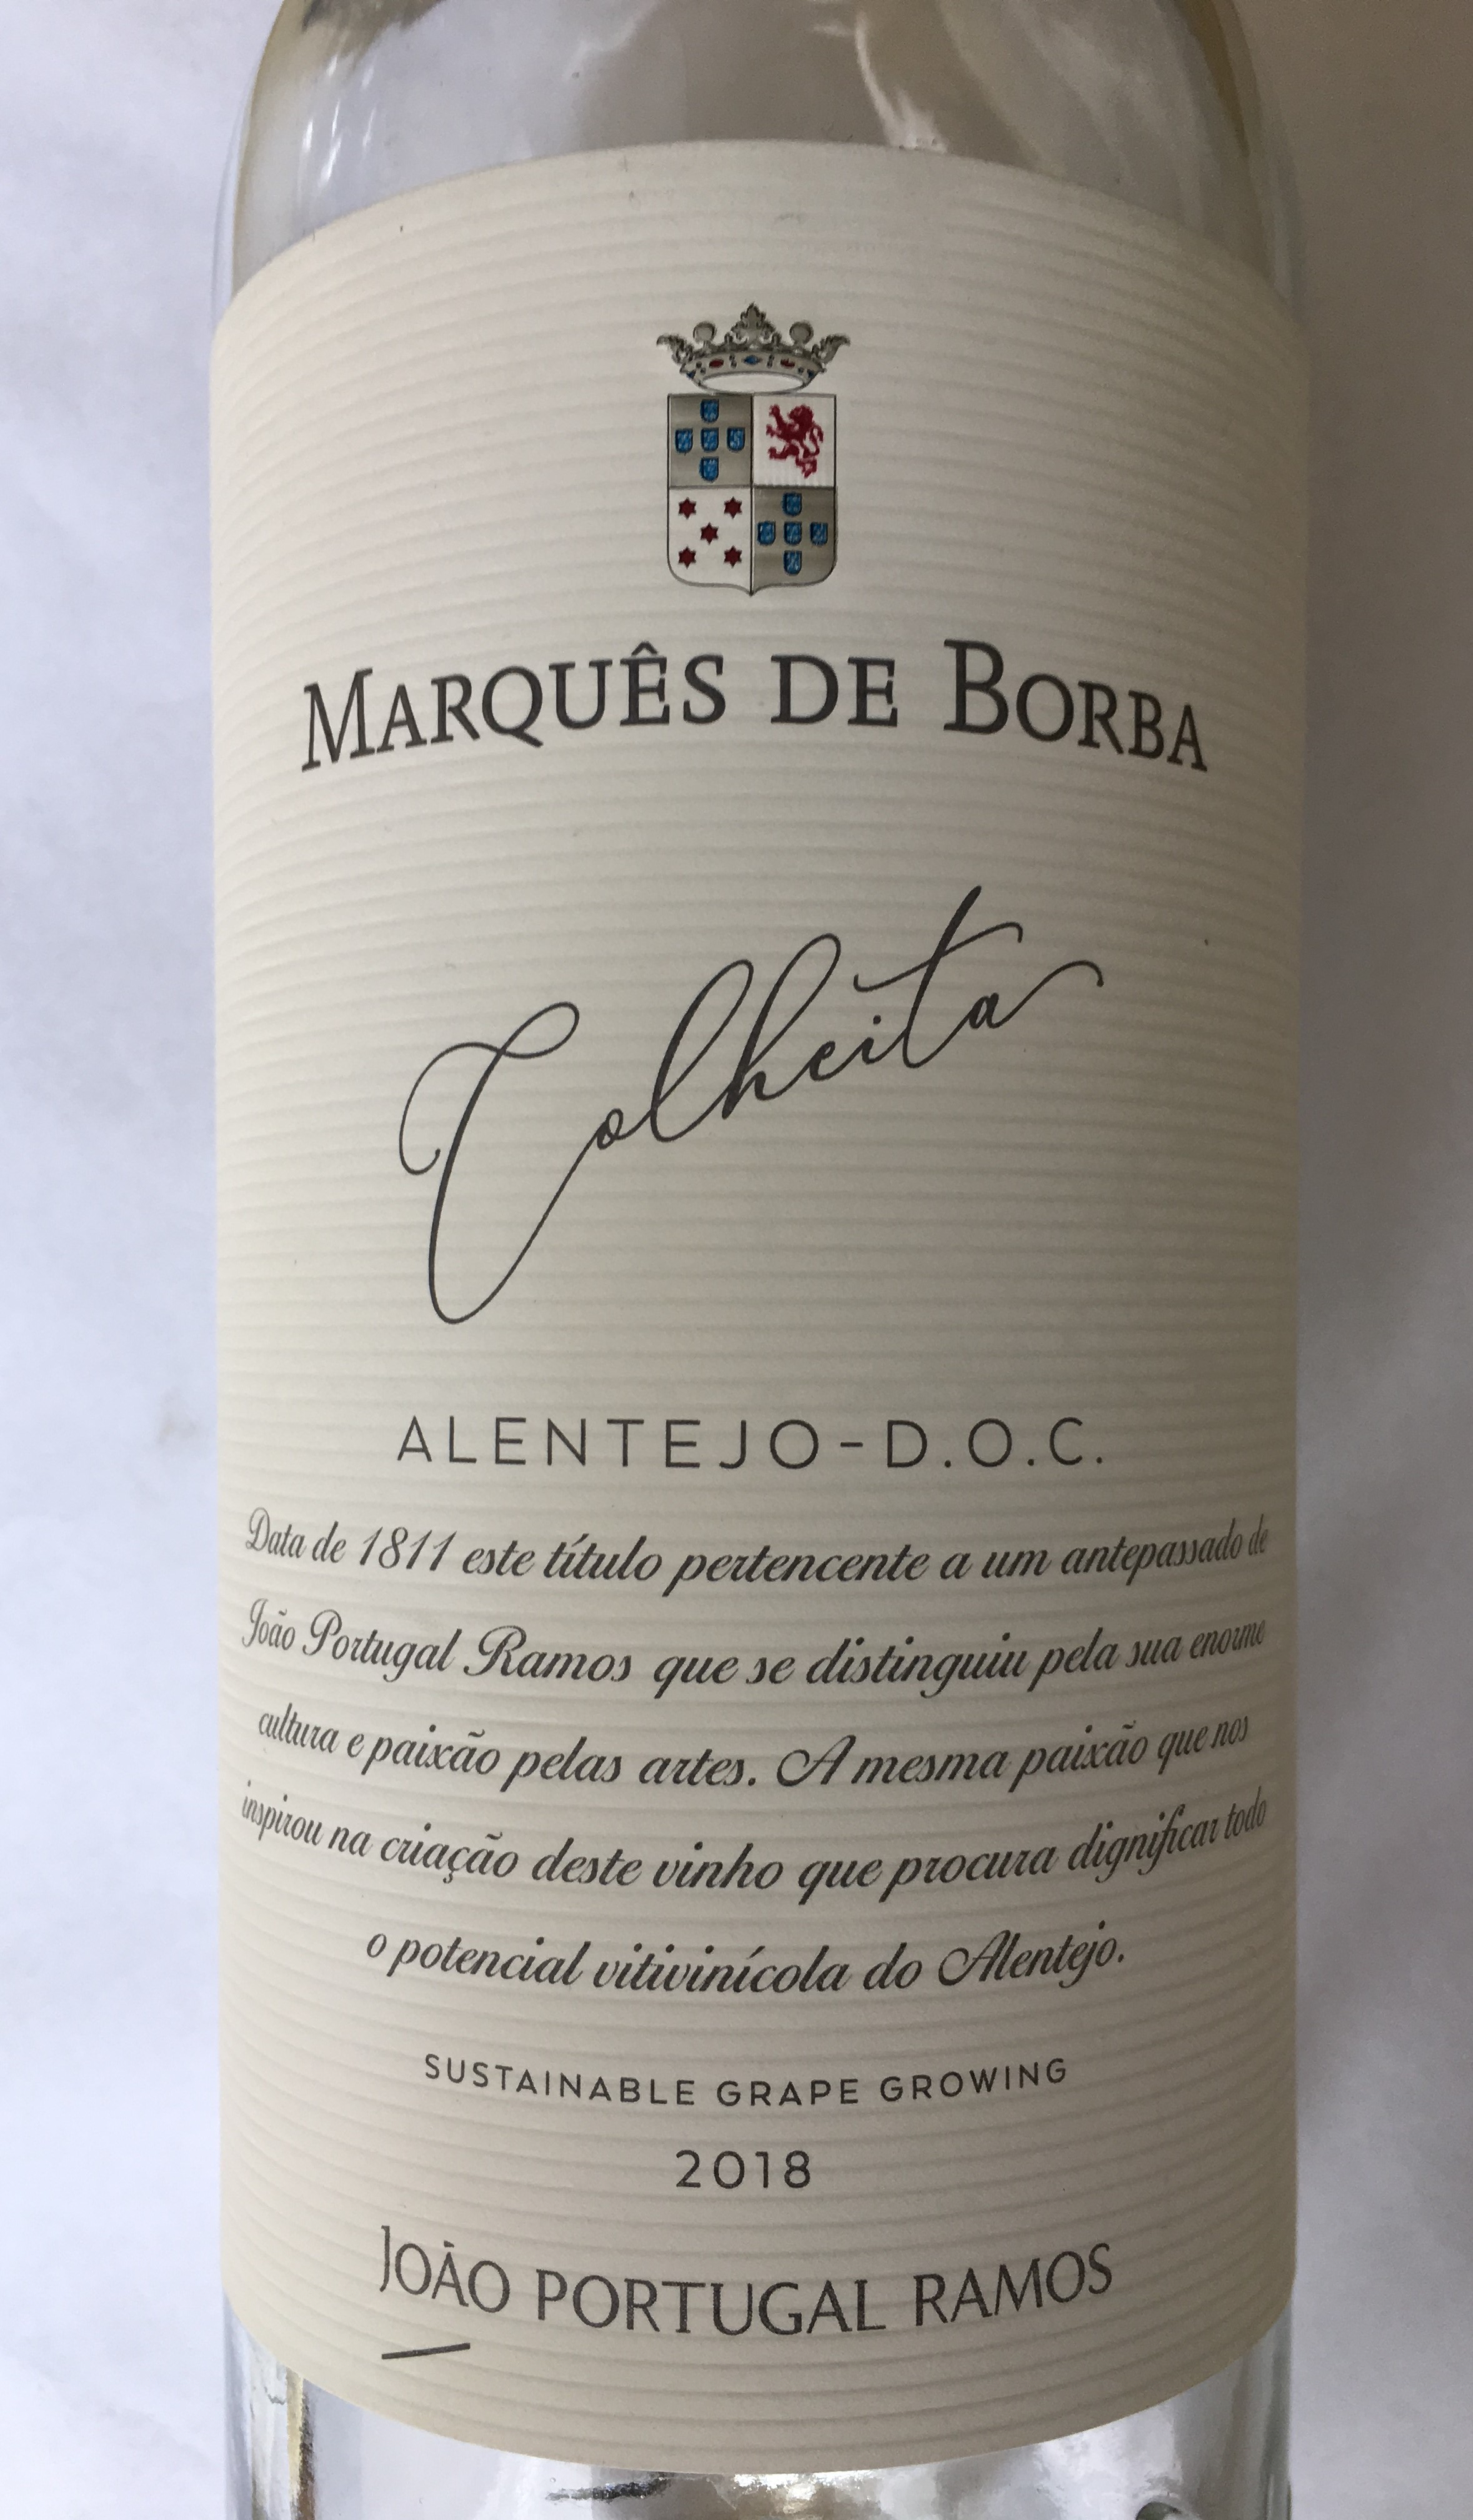 MARQUÊS DE BORBA
Colheita
ALENTEJO-D.O.C.
Data de 1811 este título pertencente a um antepassado de
João Portugal Ramos que se distinguiu pela sua enorme
cultura e paixão pelas artes. A mesma paixão que nos
inspirou na criação deste vinho que procura dignificar todo
o potencial vitivinícola do Alentejo.
SUSTAINABLE GRAPE GROWING
2018
JOÃO PORTUGAL RAMOS